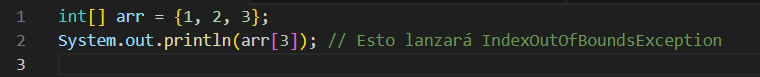 1 int[] arr = {1, 2, 3};
2 System.out.println(arr[3]); // Esto lanzará IndexOutOfBoundsException
3